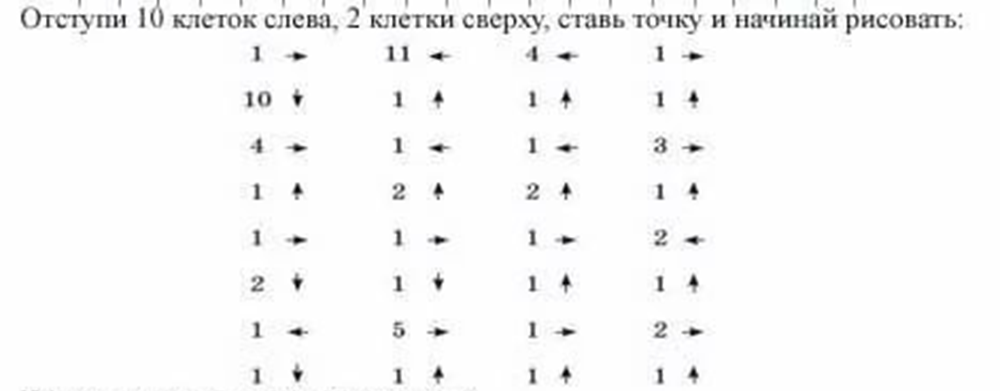 Отступи 10 клеток слева, 2 клетки сверху, ставь точку и начинай рисовать:
1 → 11 ← 4 ← 1 →
10 ↓ 1 ↑ 1 ↑ 1 ↑
4 → 1 ← 1 ← 3 →
1 ↑ 2 ↑ 2 ↑ 1 ↑
1 → 1 → 1 → 2 ←
2 ↓ 1 ↓ 1 ↑ 1 ↑
1 ← 5 → 1 → 2 →
1 ↓ 1 ↑ 1 ↑ 1 ↑